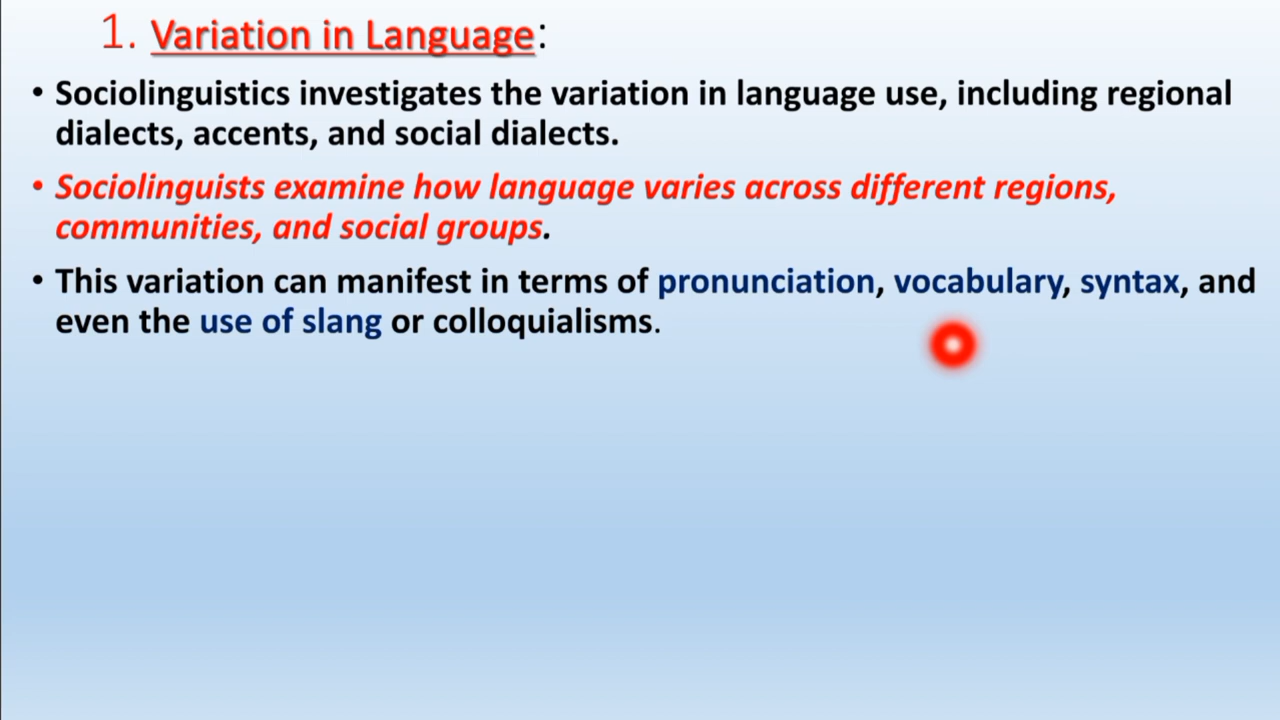 1. Variation in Language:
• Sociolinguistics investigates the variation in language use, including regional
dialects, accents, and social dialects.
• Sociolinguists examine how language varies across different regions,
communities, and social groups.
• This variation can manifest in terms of pronunciation, vocabulary, syntax, and
even the use of slang or colloquialisms.